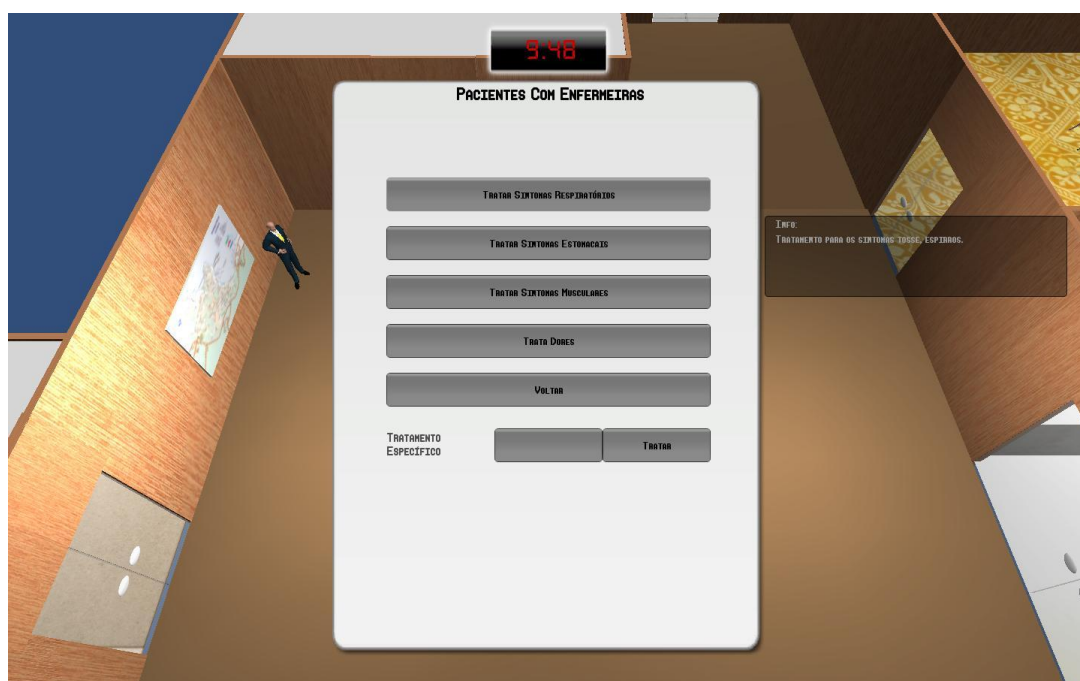 9.48
Pacientes Com Enfermeiras
Tratar Sintomas Respiratórios
Tratar Sintomas Estomacais
Tratar Sintomas Musculares
Trata Dores
Voltar
Tratamento
Específico
Tratar
Info:
Tratamento para os sintomas tosse, espirros.